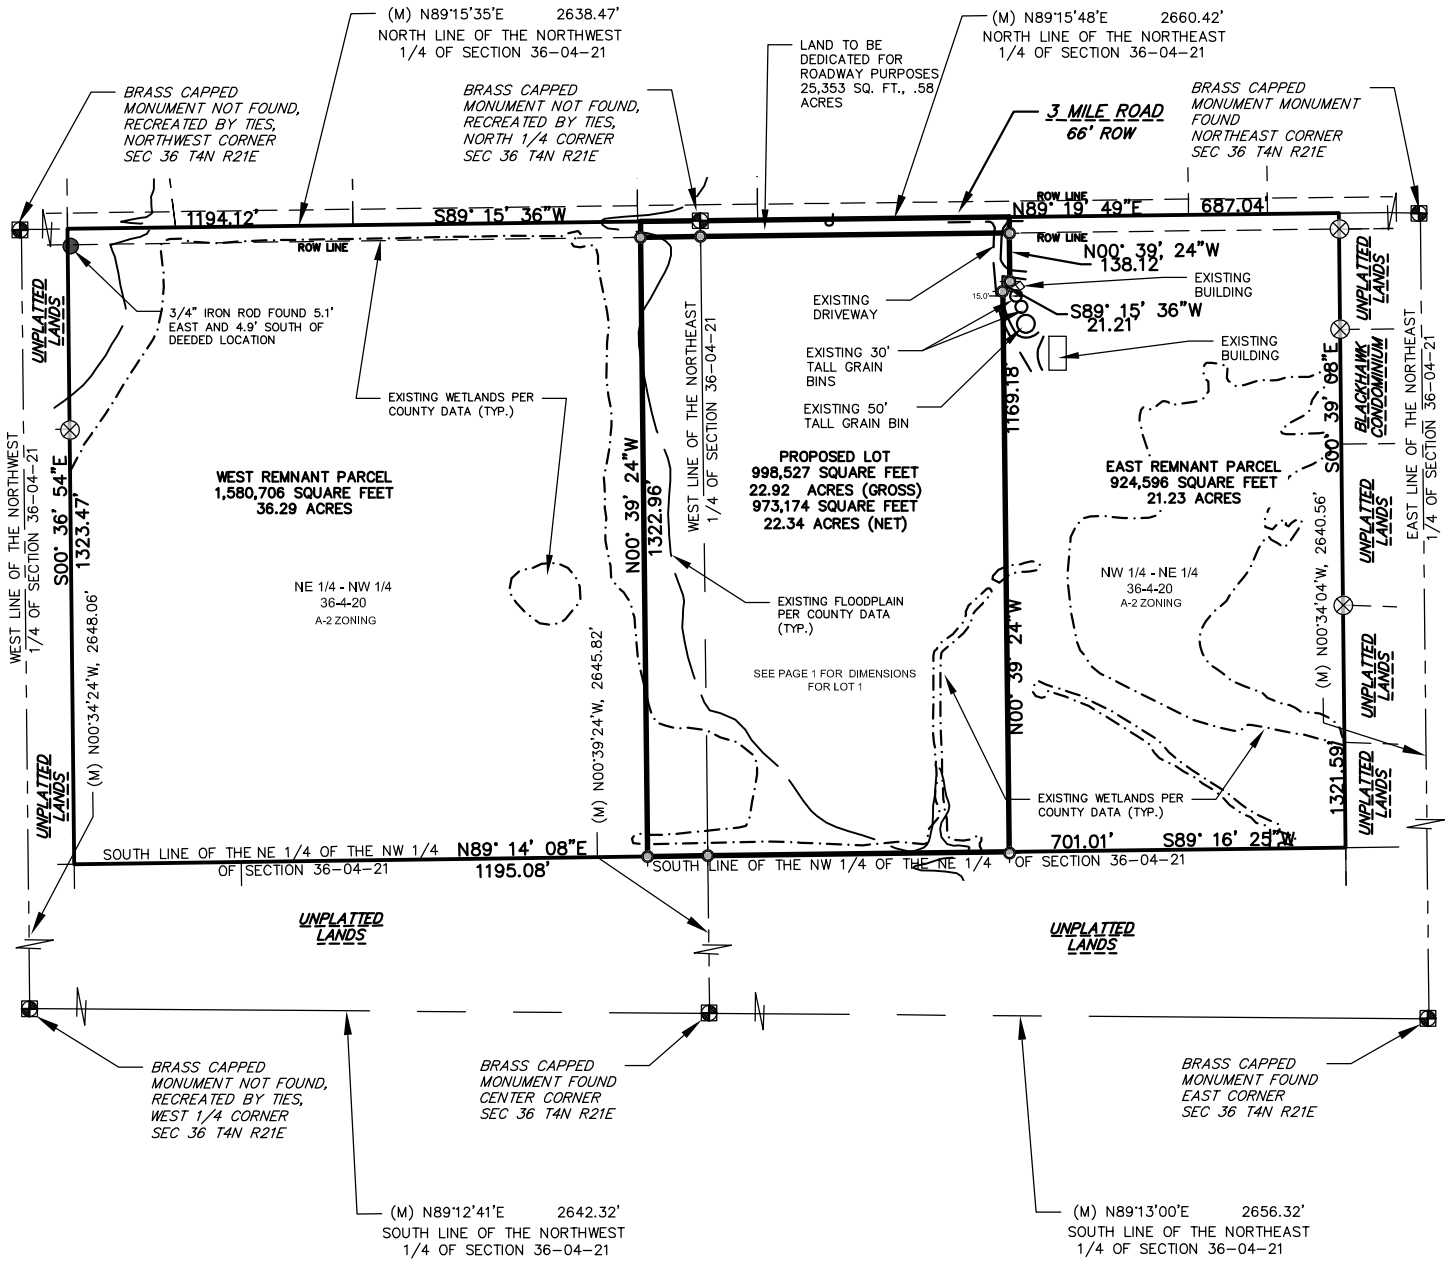 (M) N89°15'35"E 2638.47'
NORTH LINE OF THE NORTHWEST
1/4 OF SECTION 36-04-21
(M) N89°15'48"E 2660.42'
NORTH LINE OF THE NORTHEAST
1/4 OF SECTION 36-04-21
LAND TO BE
DEDICATED FOR
ROADWAY PURPOSES
25,353 SQ. FT., .58
ACRES
BRASS CAPPED
MONUMENT NOT FOUND,
RECREATED BY TIES,
NORTHWEST CORNER
SEC 36 T4N R21E
BRASS CAPPED
MONUMENT NOT FOUND,
RECREATED BY TIES,
NORTH 1/4 CORNER
SEC 36 T4N R21E
3 MILE ROAD
66' ROW
BRASS CAPPED
MONUMENT MONUMENT
FOUND
NORTHEAST CORNER
SEC 36 T4N R21E
1194.12'
S89° 15' 36"W
ROW LINE
N89° 19' 49"E
687.04'
ROW LINE
ROW LINE
N00° 39' 24"W
138.12'
EXISTING
BUILDING
S89° 15' 36"W
21.21'
15.0'
EXISTING
DRIVEWAY
EXISTING 30'
TALL GRAIN
BINS
EXISTING 50'
TALL GRAIN BIN
EXISTING
BUILDING
3/4" IRON ROD FOUND 5.1'
EAST AND 4.9' SOUTH OF
DEEDED LOCATION
UNPLATTED
LANDS
EXISTING WETLANDS PER
COUNTY DATA (TYP.)
WEST LINE OF THE NORTHWEST
1/4 OF SECTION 36-04-21
S00° 36' 54"E
1323.47'
(M) N00°34'24"W, 2648.06'
UNPLATTED
LANDS
WEST REMNANT PARCEL
1,580,706 SQUARE FEET
36.29 ACRES
NE 1/4 - NW 1/4
36-4-20
A-2 ZONING
N00° 39' 24"W
1322.96'
(M) N00°39'24"W, 2645.82'
WEST LINE OF THE NORTHEAST
1/4 OF SECTION 36-04-21
PROPOSED LOT
998,527 SQUARE FEET
22.92 ACRES (GROSS)
973,174 SQUARE FEET
22.34 ACRES (NET)
EXISTING FLOODPLAIN
PER COUNTY DATA
(TYP.)
SEE PAGE 1 FOR DIMENSIONS
FOR LOT 1
1169.18'
N00° 39' 24"W
EAST REMNANT PARCEL
924,596 SQUARE FEET
21.23 ACRES
NW 1/4 - NE 1/4
36-4-20
A-2 ZONING
EXISTING WETLANDS PER
COUNTY DATA (TYP.)
S00° 39' 08"E
1321.59'
(M) N00°34'04"W, 2640.56'
UNPLATTED
LANDS
BLACKHAWK
CONDOMINIUM
UNPLATTED
LANDS
UNPLATTED
LANDS
UNPLATTED
LANDS
EAST LINE OF THE NORTHEAST
1/4 OF SECTION 36-04-21
SOUTH LINE OF THE NE 1/4 OF THE NW 1/4
OF SECTION 36-04-21
N89° 14' 08"E
1195.08'
SOUTH LINE OF THE NW 1/4 OF THE NE 1/4
OF SECTION 36-04-21
701.01'
S89° 16' 25"W
UNPLATTED
LANDS
UNPLATTED
LANDS
BRASS CAPPED
MONUMENT NOT FOUND,
RECREATED BY TIES,
WEST 1/4 CORNER
SEC 36 T4N R21E
BRASS CAPPED
MONUMENT FOUND
CENTER CORNER
SEC 36 T4N R21E
BRASS CAPPED
MONUMENT FOUND
EAST CORNER
SEC 36 T4N R21E
(M) N89°12'41"E 2642.32'
SOUTH LINE OF THE NORTHWEST
1/4 OF SECTION 36-04-21
(M) N89°13'00"E 2656.32'
SOUTH LINE OF THE NORTHEAST
1/4 OF SECTION 36-04-21